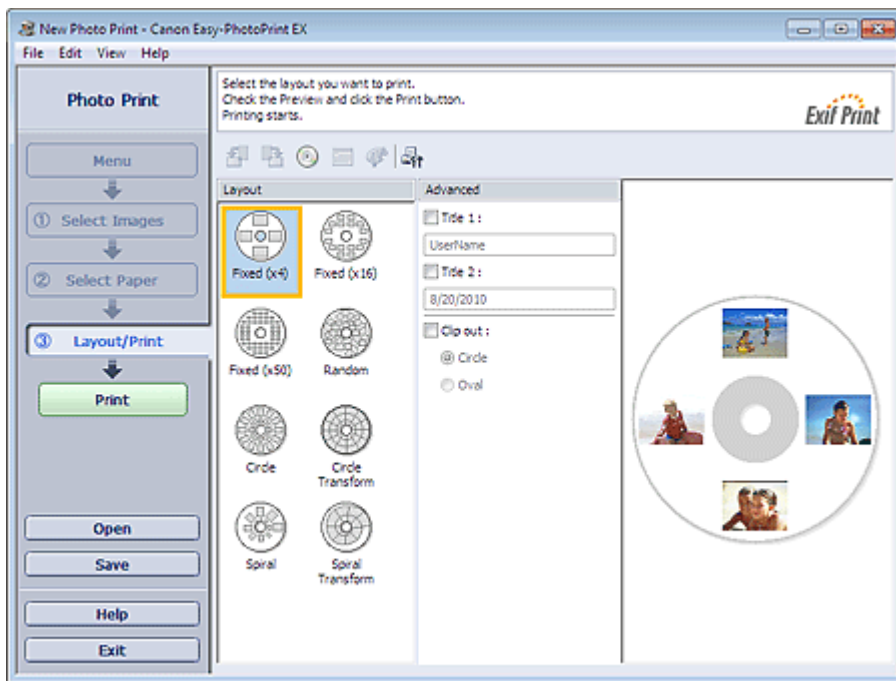 New Photo Print - Canon Easy-PhotoPrint EX
File Edit View Help
Photo Print
Select the layout you want to print.
Check the Preview and click the Print button.
Printing starts.
Exif Print
Menu
① Select Images
② Select Paper
③ Layout/Print
Print
Open
Save
Help
Exit
Layout
Fixed (x4)
Fixed (x16)
Fixed (x50)
Random
Circle
Circle
Transform
Spiral
Spiral
Transform
Advanced
Title 1 :
UserName
Title 2 :
8/20/2010
Clip out :
Circle
Oval